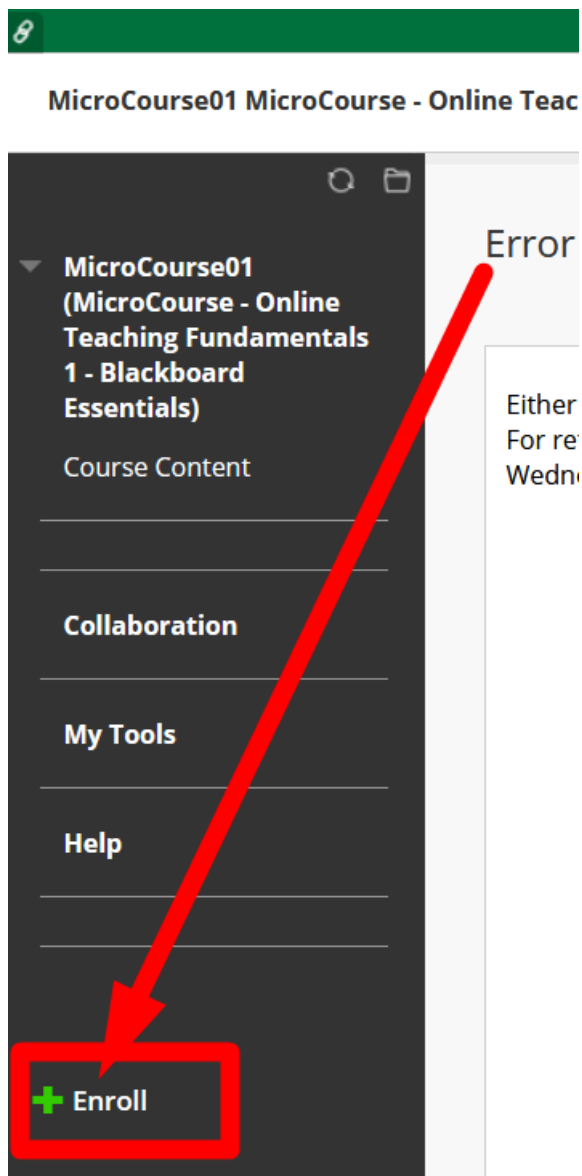 MicroCourse01 MicroCourse - Online Teac
Error
MicroCourse01
(MicroCourse - Online
Teaching Fundamentals
1 - Blackboard
Essentials)
Course Content
Either
For re
Wedn
Collaboration
My Tools
Help
Enroll